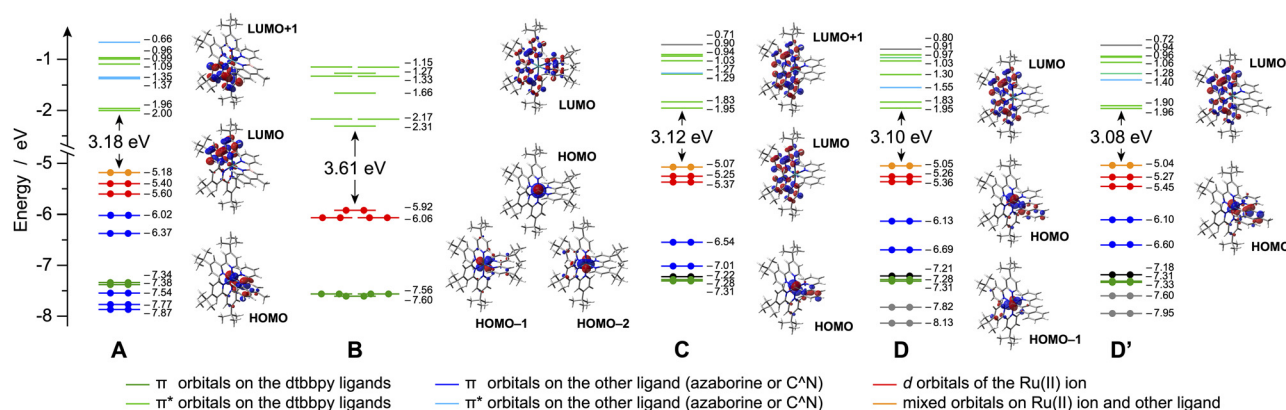 Energy / eV
−1
−2
−5
−6
−7
−8
−0.66
−0.96
−0.99
−1.09
−1.35
−1.37
−1.96
−2.00
3.18 eV
−5.18
−5.40
−5.60
−6.02
−6.37
−7.34
−7.38
−7.54
−7.77
−7.87
A
LUMO+1
LUMO
HOMO
−1.15
−1.27
−1.33
−1.66
−2.17
−2.31
3.61 eV
−5.92
−6.06
−7.56
−7.60
B
LUMO
HOMO
HOMO−1
HOMO−2
−0.71
−0.90
−0.94
−1.03
−1.27
−1.29
−1.83
−1.95
3.12 eV
−5.07
−5.25
−5.37
−6.54
−7.01
−7.22
−7.28
−7.31
C
LUMO+1
LUMO
HOMO
−0.80
−0.91
−0.97
−1.03
−1.30
−1.55
−1.83
−1.95
3.10 eV
−5.05
−5.26
−5.36
−6.13
−6.69
−7.21
−7.28
−7.31
−7.82
−8.13
D
LUMO
HOMO
HOMO−1
−0.72
−0.94
−0.96
−1.06
−1.28
−1.40
−1.90
−1.96
3.08 eV
−5.04
−5.27
−5.45
−6.10
−6.60
−7.18
−7.31
−7.33
−7.60
−7.95
D’
LUMO
HOMO
π orbitals on the dtbbpy ligands
π* orbitals on the dtbbpy ligands
π orbitals on the other ligand (azaborine or C^N)
π* orbitals on the other ligand (azaborine or C^N)
d orbitals of the Ru(II) ion
mixed orbitals on Ru(II) ion and other ligand